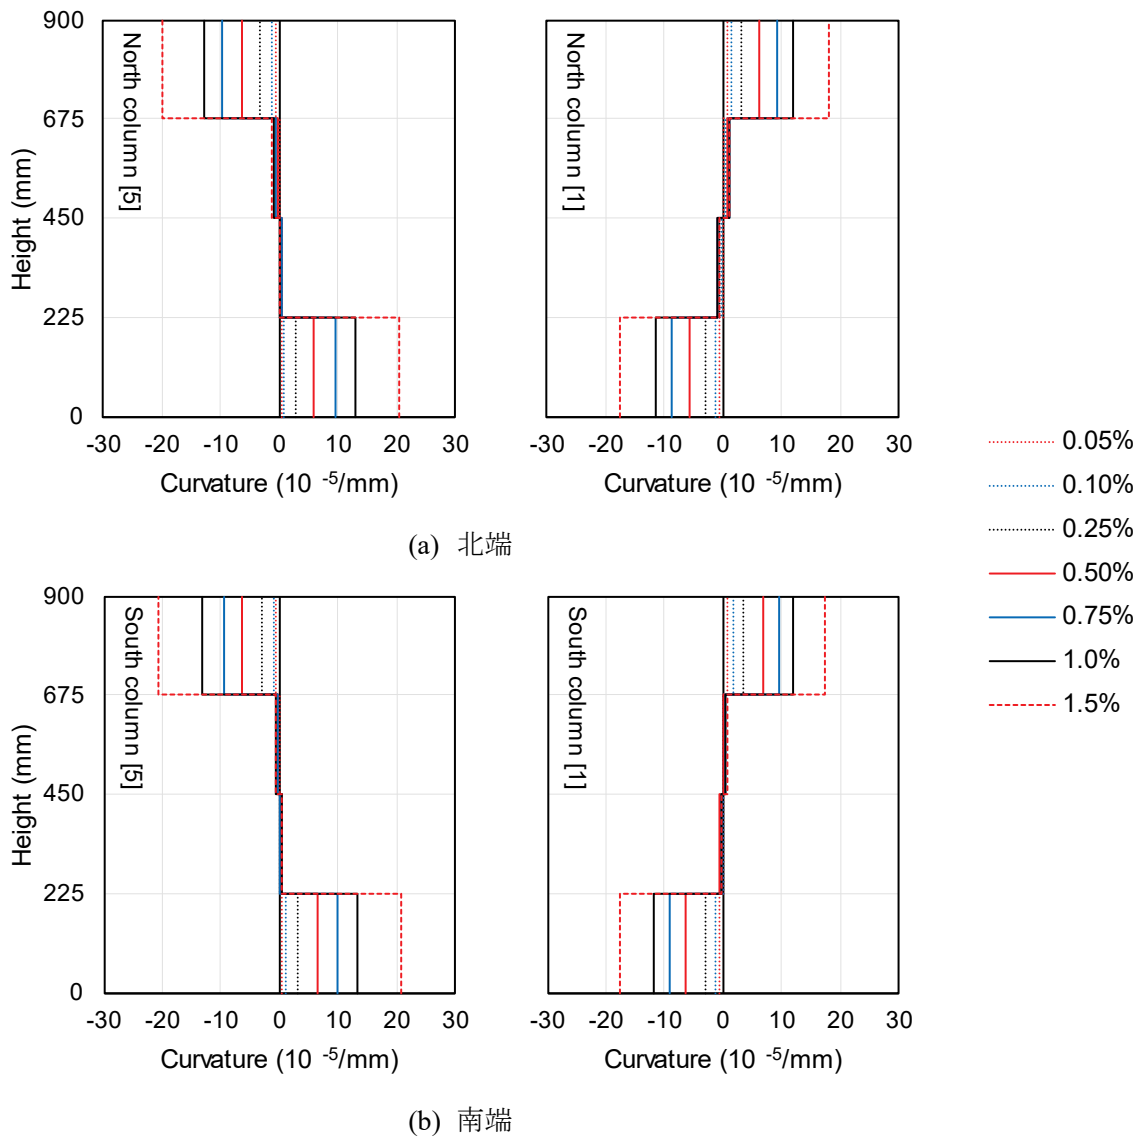 900
675
450
225
0
Height (mm)
North column [5]
-30 -20 -10 0 10 20 30
Curvature (10 -5/mm)
North column [1]
-30 -20 -10 0 10 20 30
Curvature (10 -5/mm)
(a) 北端
900
675
450
225
0
Height (mm)
South column [5]
-30 -20 -10 0 10 20 30
Curvature (10 -5/mm)
South column [1]
-30 -20 -10 0 10 20 30
Curvature (10 -5/mm)
(b) 南端
0.05%
0.10%
0.25%
0.50%
0.75%
1.0%
1.5%